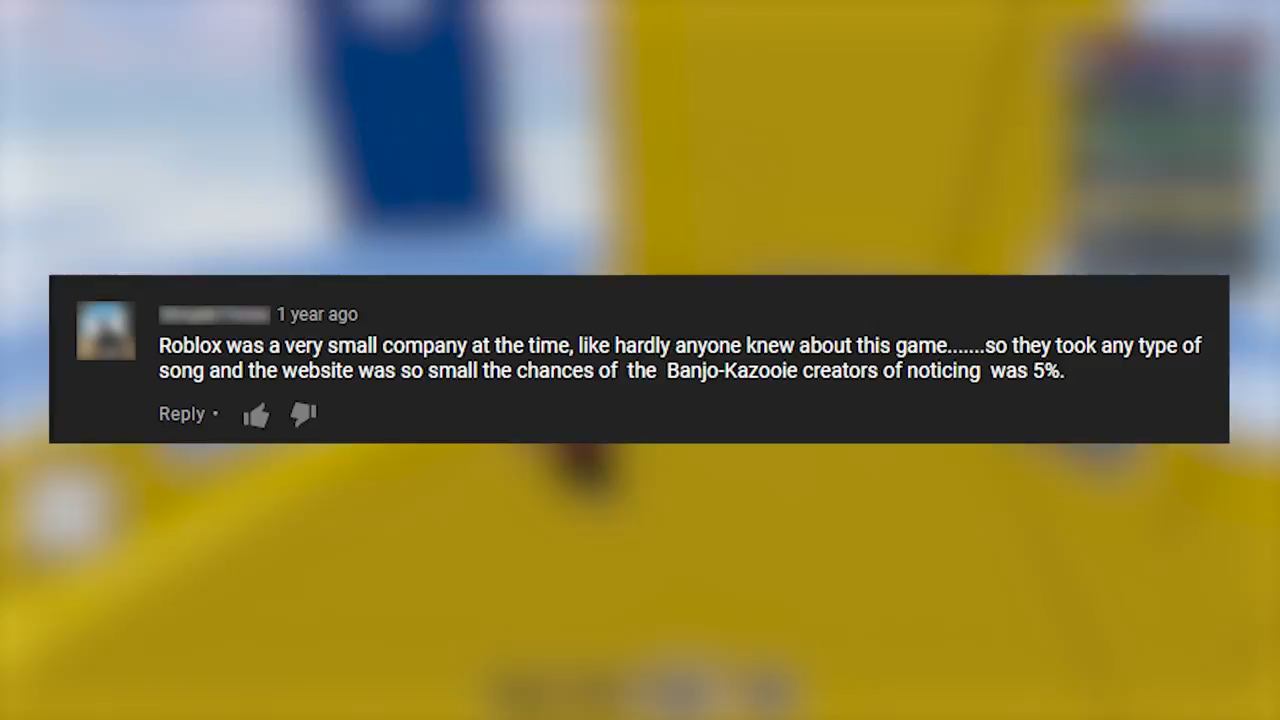 1 year ago
Roblox was a very small company at the time, like hardly anyone knew about this game.......so they took any type of
song and the website was so small the chances of  the  Banjo-Kazooie creators of noticing  was 5%.
Reply •